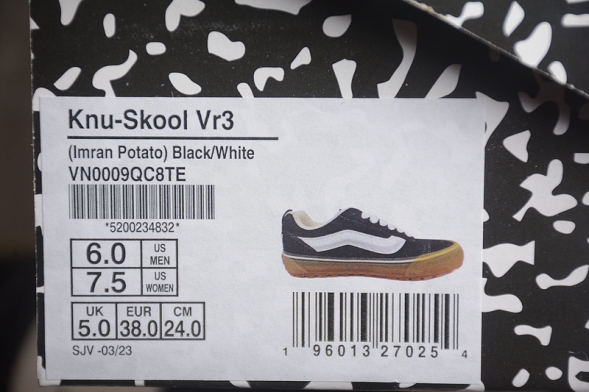 Knu-Skool Vr3
(Imran Potato) Black/White
VN0009QC8TE
*5200234832*
6.0 US MEN
7.5 US WOMEN
UK EUR CM
5.0 38.0 24.0
SJV -03/23
1 96013 27025 4